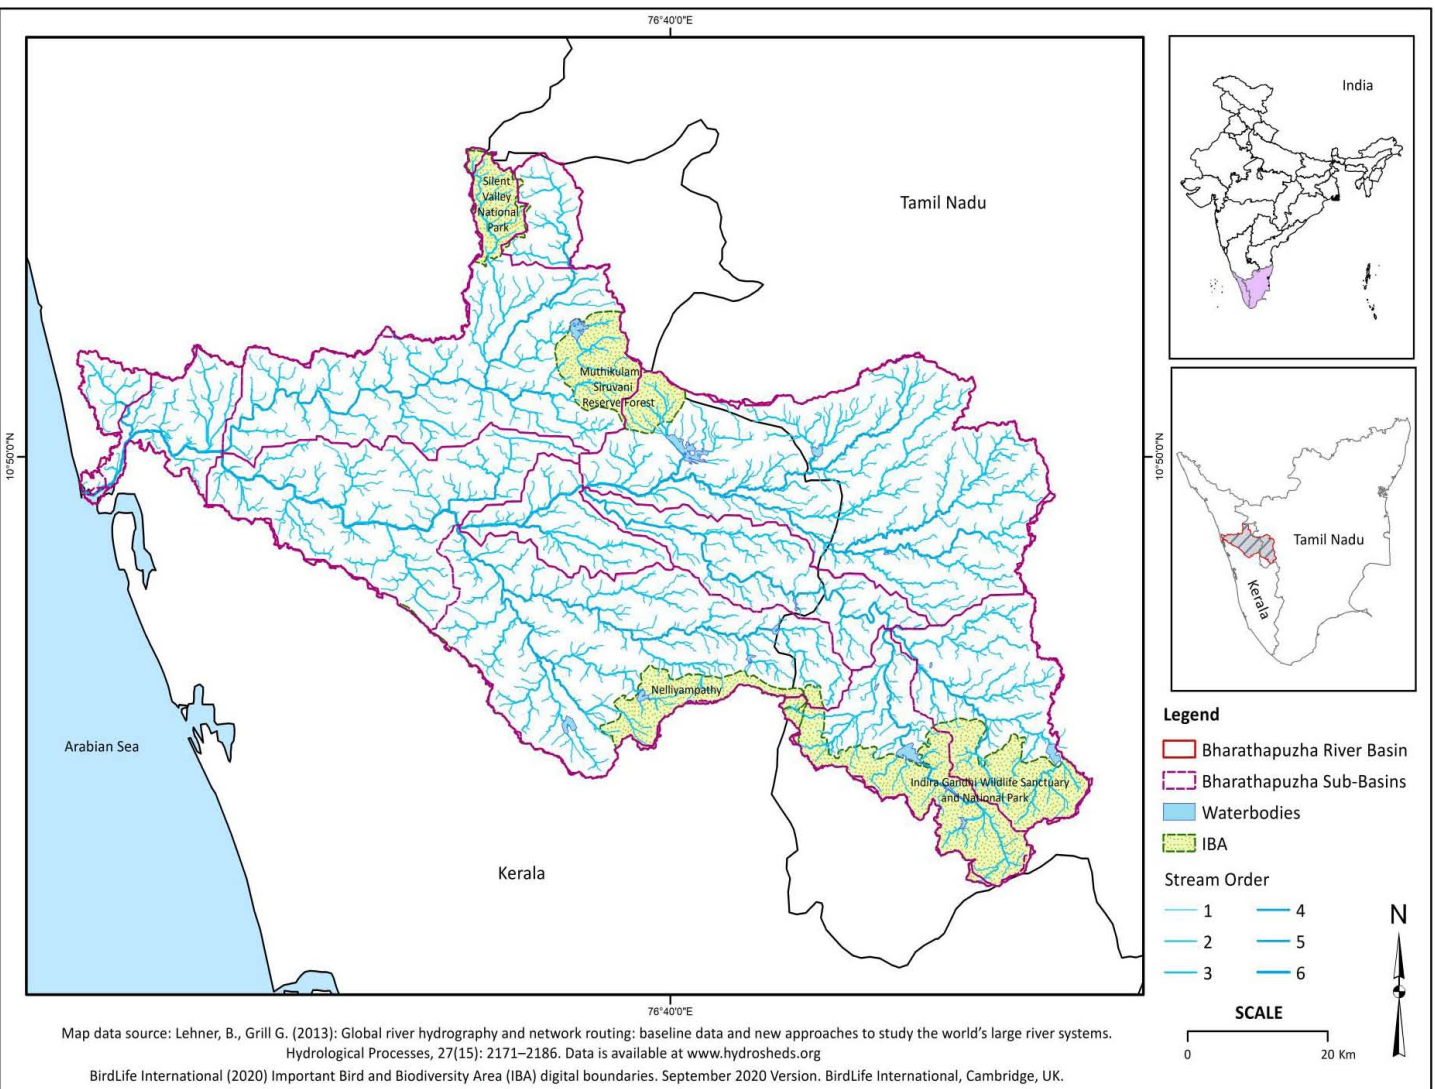 76°40'0"E
India
Silent
Valley
National
Park
Tamil Nadu
Muthikulam
Siruvani
Reserve Forest
10°50'0"N
10°50'0"N
Tamil Nadu
Kerala
Nelliyampathy
Arabian Sea
Indira Gandhi Wildlife Sanctuary
and National Park
Kerala
Legend
Bharathapuzha River Basin
Bharathapuzha Sub-Basins
Waterbodies
IBA
Stream Order
1 4
2 5
3 6
N
SCALE
0 20 Km
76°40'0"E
Map data source: Lehner, B., Grill G. (2013): Global river hydrography and network routing: baseline data and new approaches to study the world's large river systems.
Hydrological Processes, 27(15): 2171–2186. Data is available at www.hydrosheds.org
BirdLife International (2020) Important Bird and Biodiversity Area (IBA) digital boundaries. September 2020 Version. BirdLife International, Cambridge, UK.